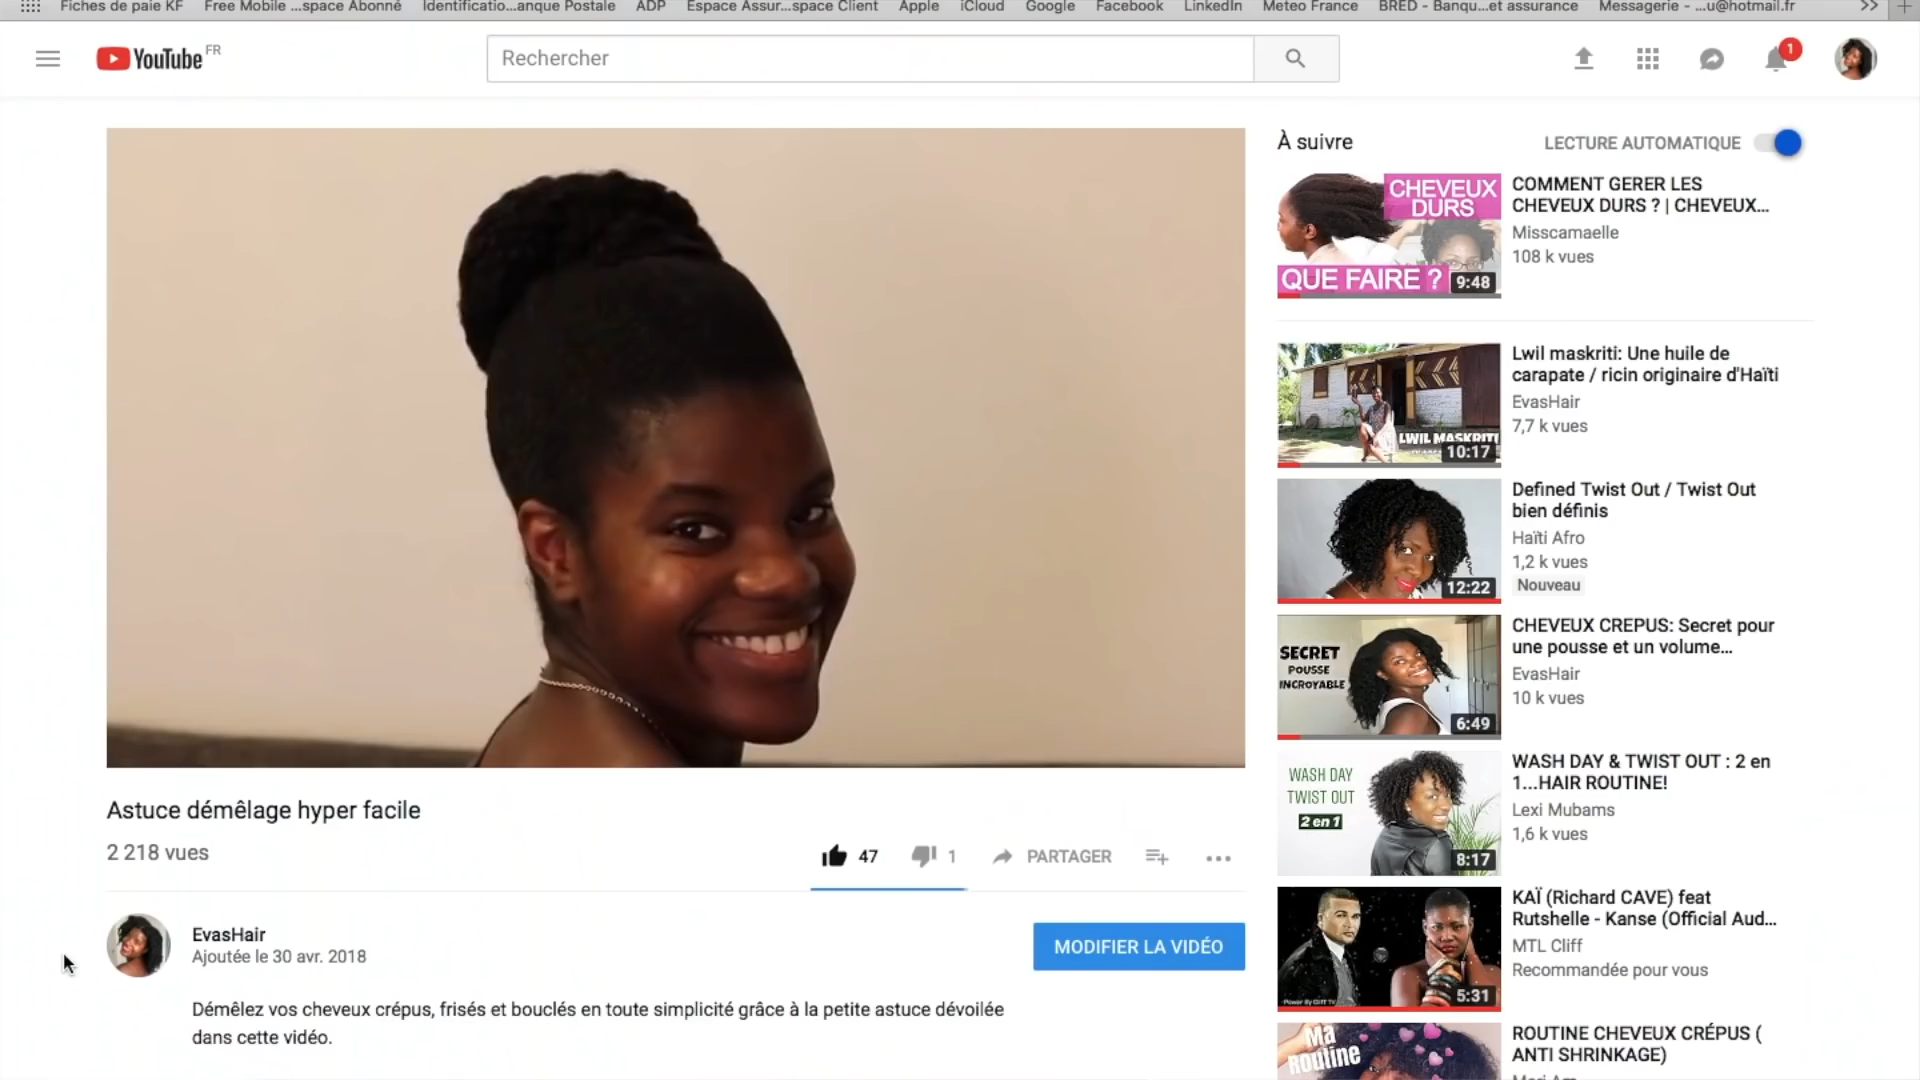 Fiches de paie KF Free Mobile ...space Abonné Identificatio...anque Postale ADP Espace Assur...space Client Apple iCloud Google Facebook LinkedIn Meteo France BRED - Banqu...et assurance Messagerie - ...u@hotmail.fr >>
YouTube FR
Rechercher
1
À suivre
LECTURE AUTOMATIQUE
CHEVEUX
DURS
QUE FAIRE ?
9:48
COMMENT GERER LES
CHEVEUX DURS ? | CHEVEUX...
Misscamaelle
108 k vues
LWIL MASKRITI
10:17
Lwil maskriti: Une huile de
carapate / ricin originaire d'Haïti
EvasHair
7,7 k vues
12:22
Defined Twist Out / Twist Out
bien définis
Haïti Afro
1,2 k vues
Nouveau
SECRET
POUSSE
INCROYABLE
6:49
CHEVEUX CREPUS: Secret pour
une pousse et un volume...
EvasHair
10 k vues
WASH DAY
TWIST OUT
2 en 1
8:17
WASH DAY & TWIST OUT : 2 en
1...HAIR ROUTINE!
Lexi Mubams
1,6 k vues
5:31
KAÏ (Richard CAVE) feat
Rutshelle - Kanse (Official Aud...
MTL Cliff
Recommandée pour vous
Ma
Routine
ROUTINE CHEVEUX CRÉPUS (
ANTI SHRINKAGE)
Astuce démêlage hyper facile
2 218 vues
47
1
PARTAGER
EvasHair
Ajoutée le 30 avr. 2018
MODIFIER LA VIDÉO
Démêlez vos cheveux crépus, frisés et bouclés en toute simplicité grâce à la petite astuce dévoilée
dans cette vidéo.